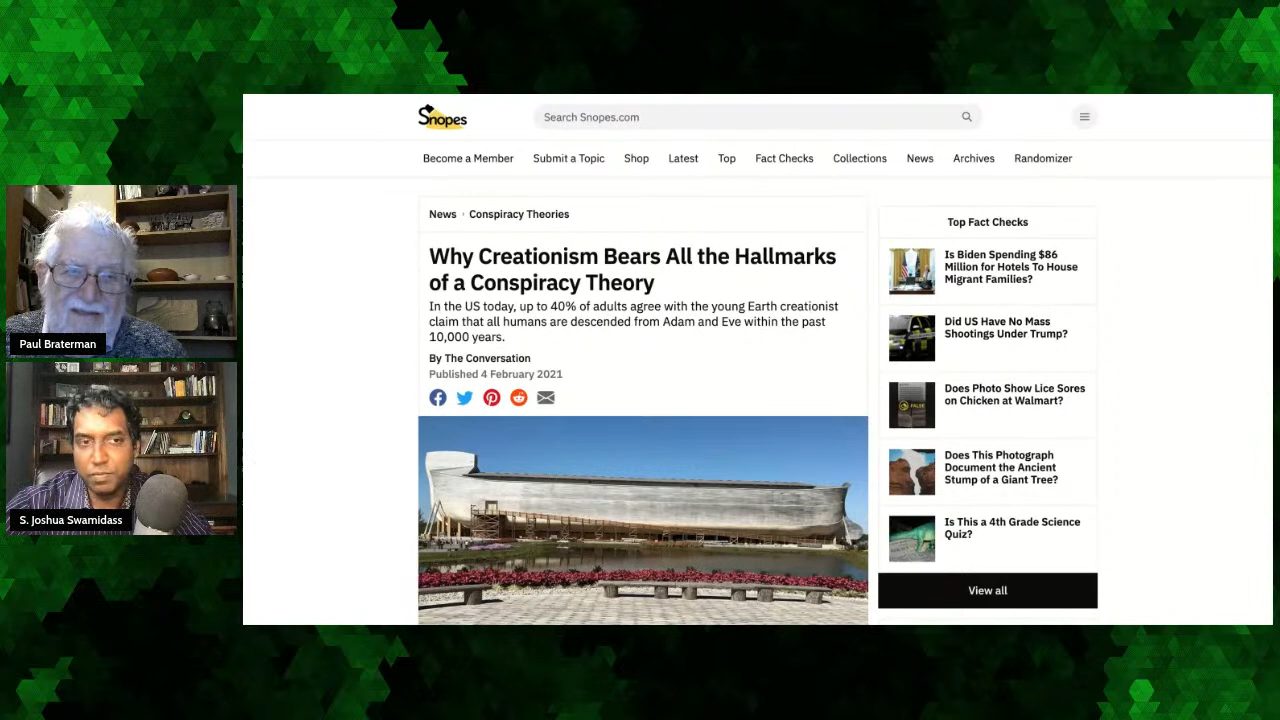 Snopes
Search Snopes.com
Become a Member
Submit a Topic
Shop
Latest
Top
Fact Checks
Collections
News
Archives
Randomizer
News › Conspiracy Theories
Why Creationism Bears All the Hallmarks
of a Conspiracy Theory
In the US today, up to 40% of adults agree with the young Earth creationist
claim that all humans are descended from Adam and Eve within the past
10,000 years.
By The Conversation
Published 4 February 2021
Top Fact Checks
Is Biden Spending $86
Million for Hotels To House
Migrant Families?
Did US Have No Mass
Shootings Under Trump?
Does Photo Show Lice Sores
on Chicken at Walmart?
FALSE
Does This Photograph
Document the Ancient
Stump of a Giant Tree?
Is This a 4th Grade Science
Quiz?
View all
Paul Braterman
S. Joshua Swamidass